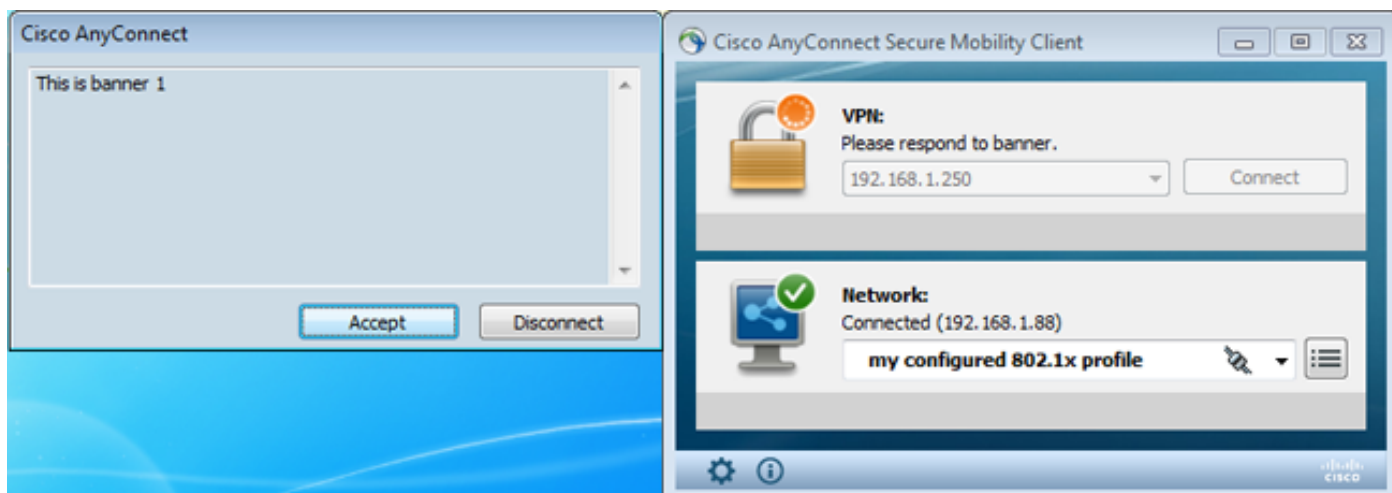 Cisco AnyConnect
This is banner 1
Accept
Disconnect
Cisco AnyConnect Secure Mobility Client
VPN:
Please respond to banner.
192.168.1.250
Connect
Network:
Connected (192.168.1.88)
my configured 802.1x profile
CISCO